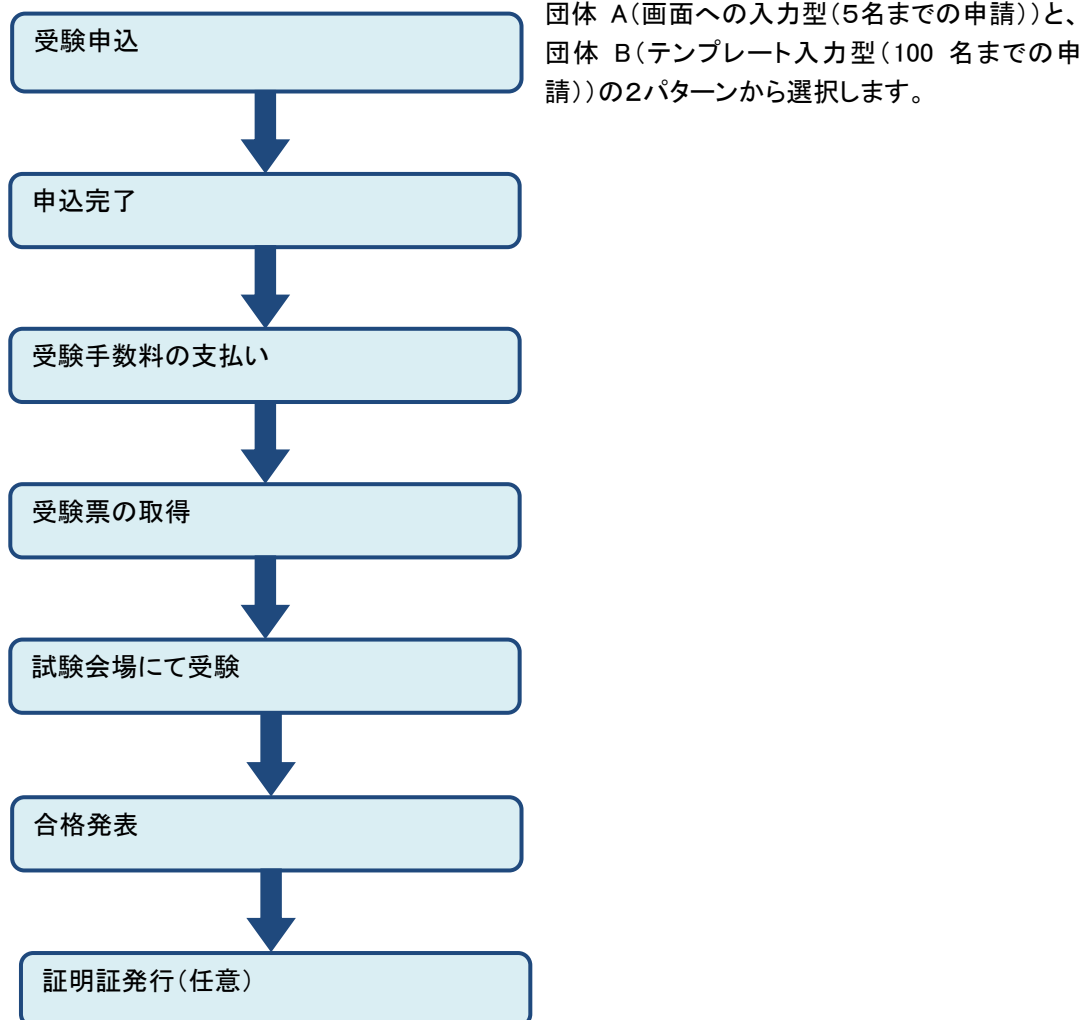 受験申込
団体 A(画面への入力型(5名までの申請))と、
団体 B(テンプレート入力型(100 名までの申
請))の2パターンから選択します。
申込完了
受験手数料の支払い
受験票の取得
試験会場にて受験
合格発表
証明証発行(任意)